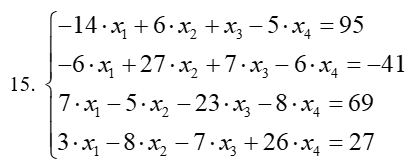 -14·x₁ + 6·x₂ + x₃ - 5·x₄ = 95
-6·x₁ + 27·x₂ + 7·x₃ - 6·x₄ = -41
15.
7·x₁ - 5·x₂ - 23·x₃ - 8·x₄ = 69
3·x₁ - 8·x₂ - 7·x₃ + 26·x₄ = 27